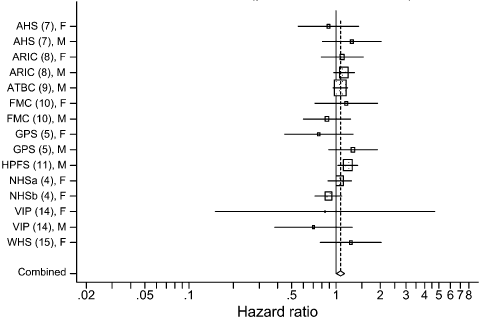 AHS (7), F
AHS (7), M
ARIC (8), F
ARIC (8), M
ATBC (9), M
FMC (10), F
FMC (10), M
GPS (5), F
GPS (5), M
HPFS (11), M
NHSa (4), F
NHSb (4), F
VIP (14), F
VIP (14), M
WHS (15), F
Combined
.02 .05 .1 .5 1 2 3 4 5 6 7 8
Hazard ratio